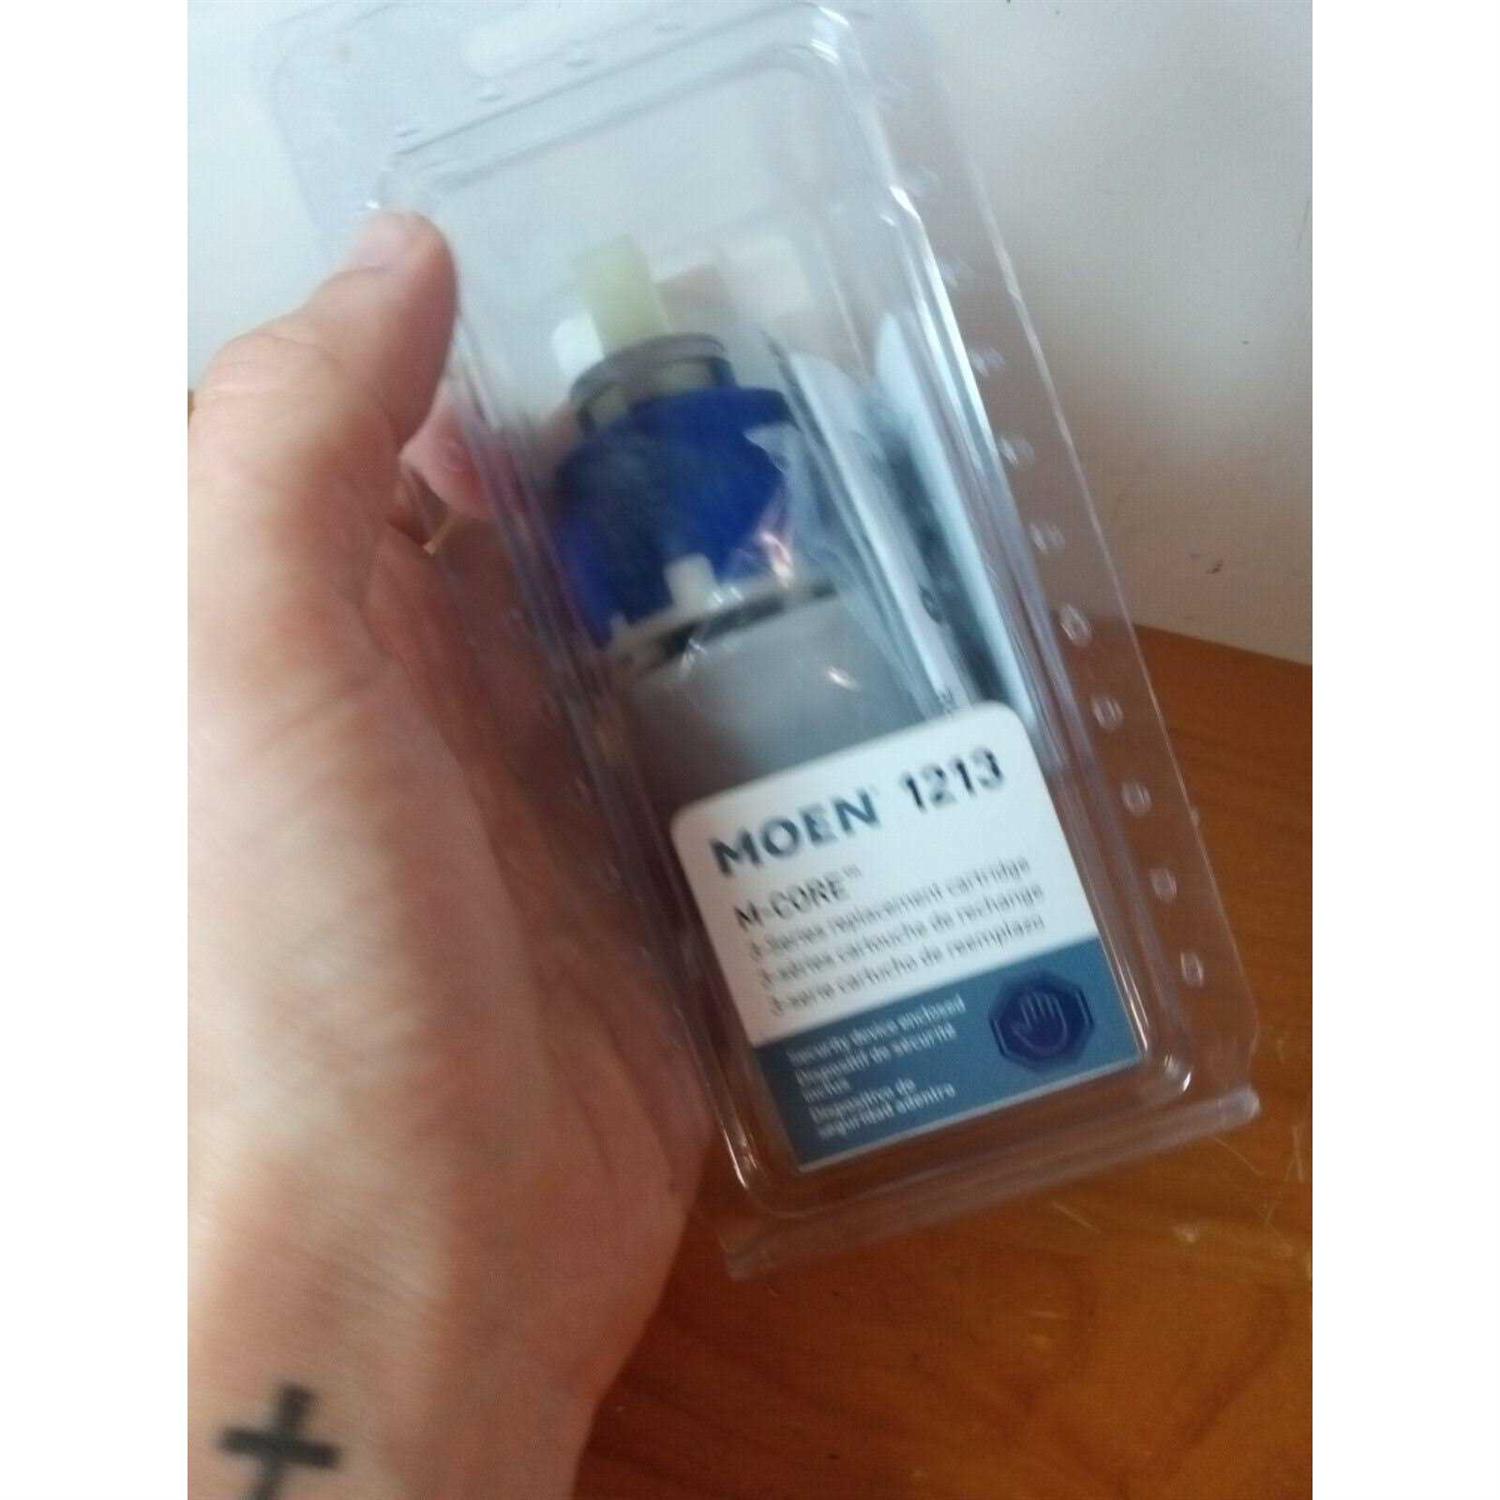 MOEN® 1213
M-CORE™
3-Series replacement cartridge
3-séries cartouche de rechange
3-serie cartucho de reemplazo
Security device enclosed
Dispositif de sécurité
inclus
Dispositivo de
seguridad adentro